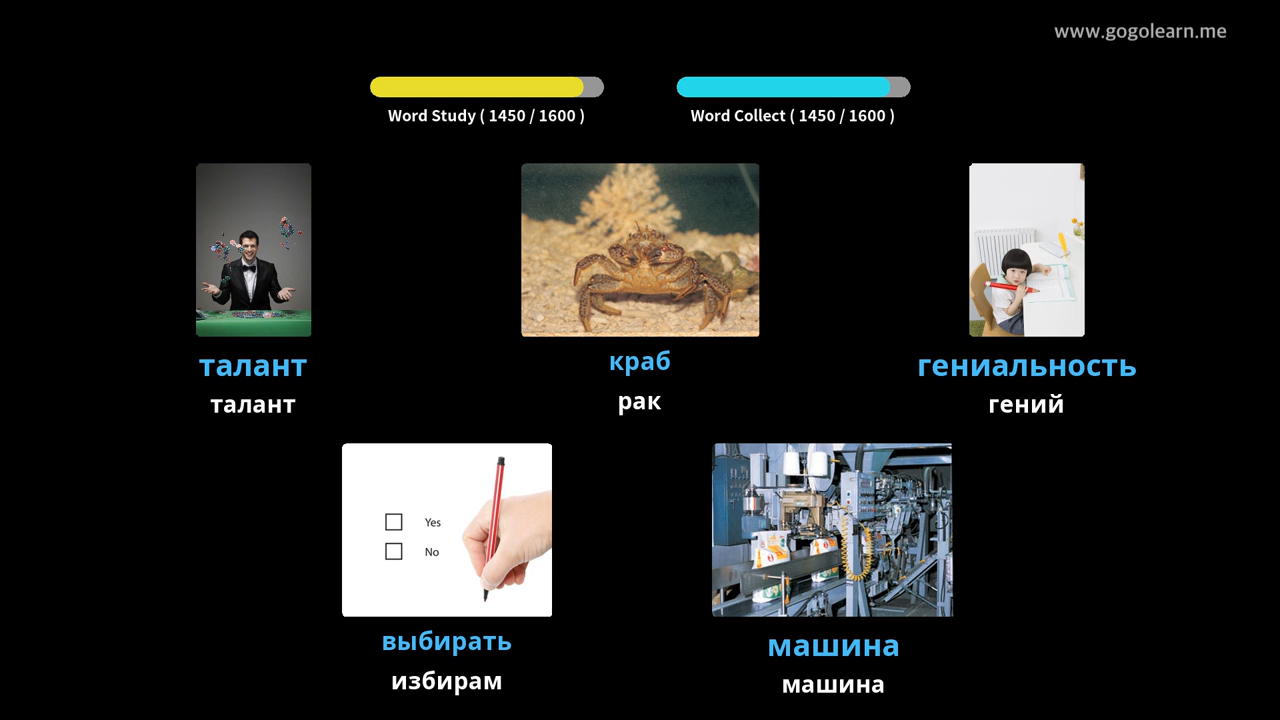 www.gogolearn.me
Word Study ( 1450 / 1600 )
Word Collect ( 1450 / 1600 )
талант
талант
краб
рак
гениальность
гений
Yes
No
выбирать
избирам
машина
машина